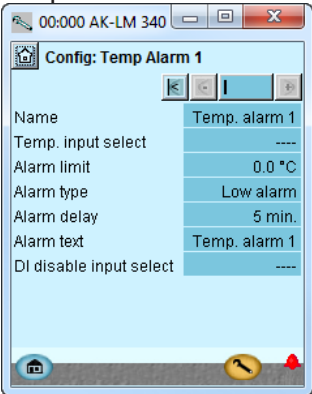 00:000 AK-LM 340
Config: Temp Alarm 1
Name Temp. alarm 1
Temp. input select ----
Alarm limit 0.0 °C
Alarm type Low alarm
Alarm delay 5 min.
Alarm text Temp. alarm 1
DI disable input select ----